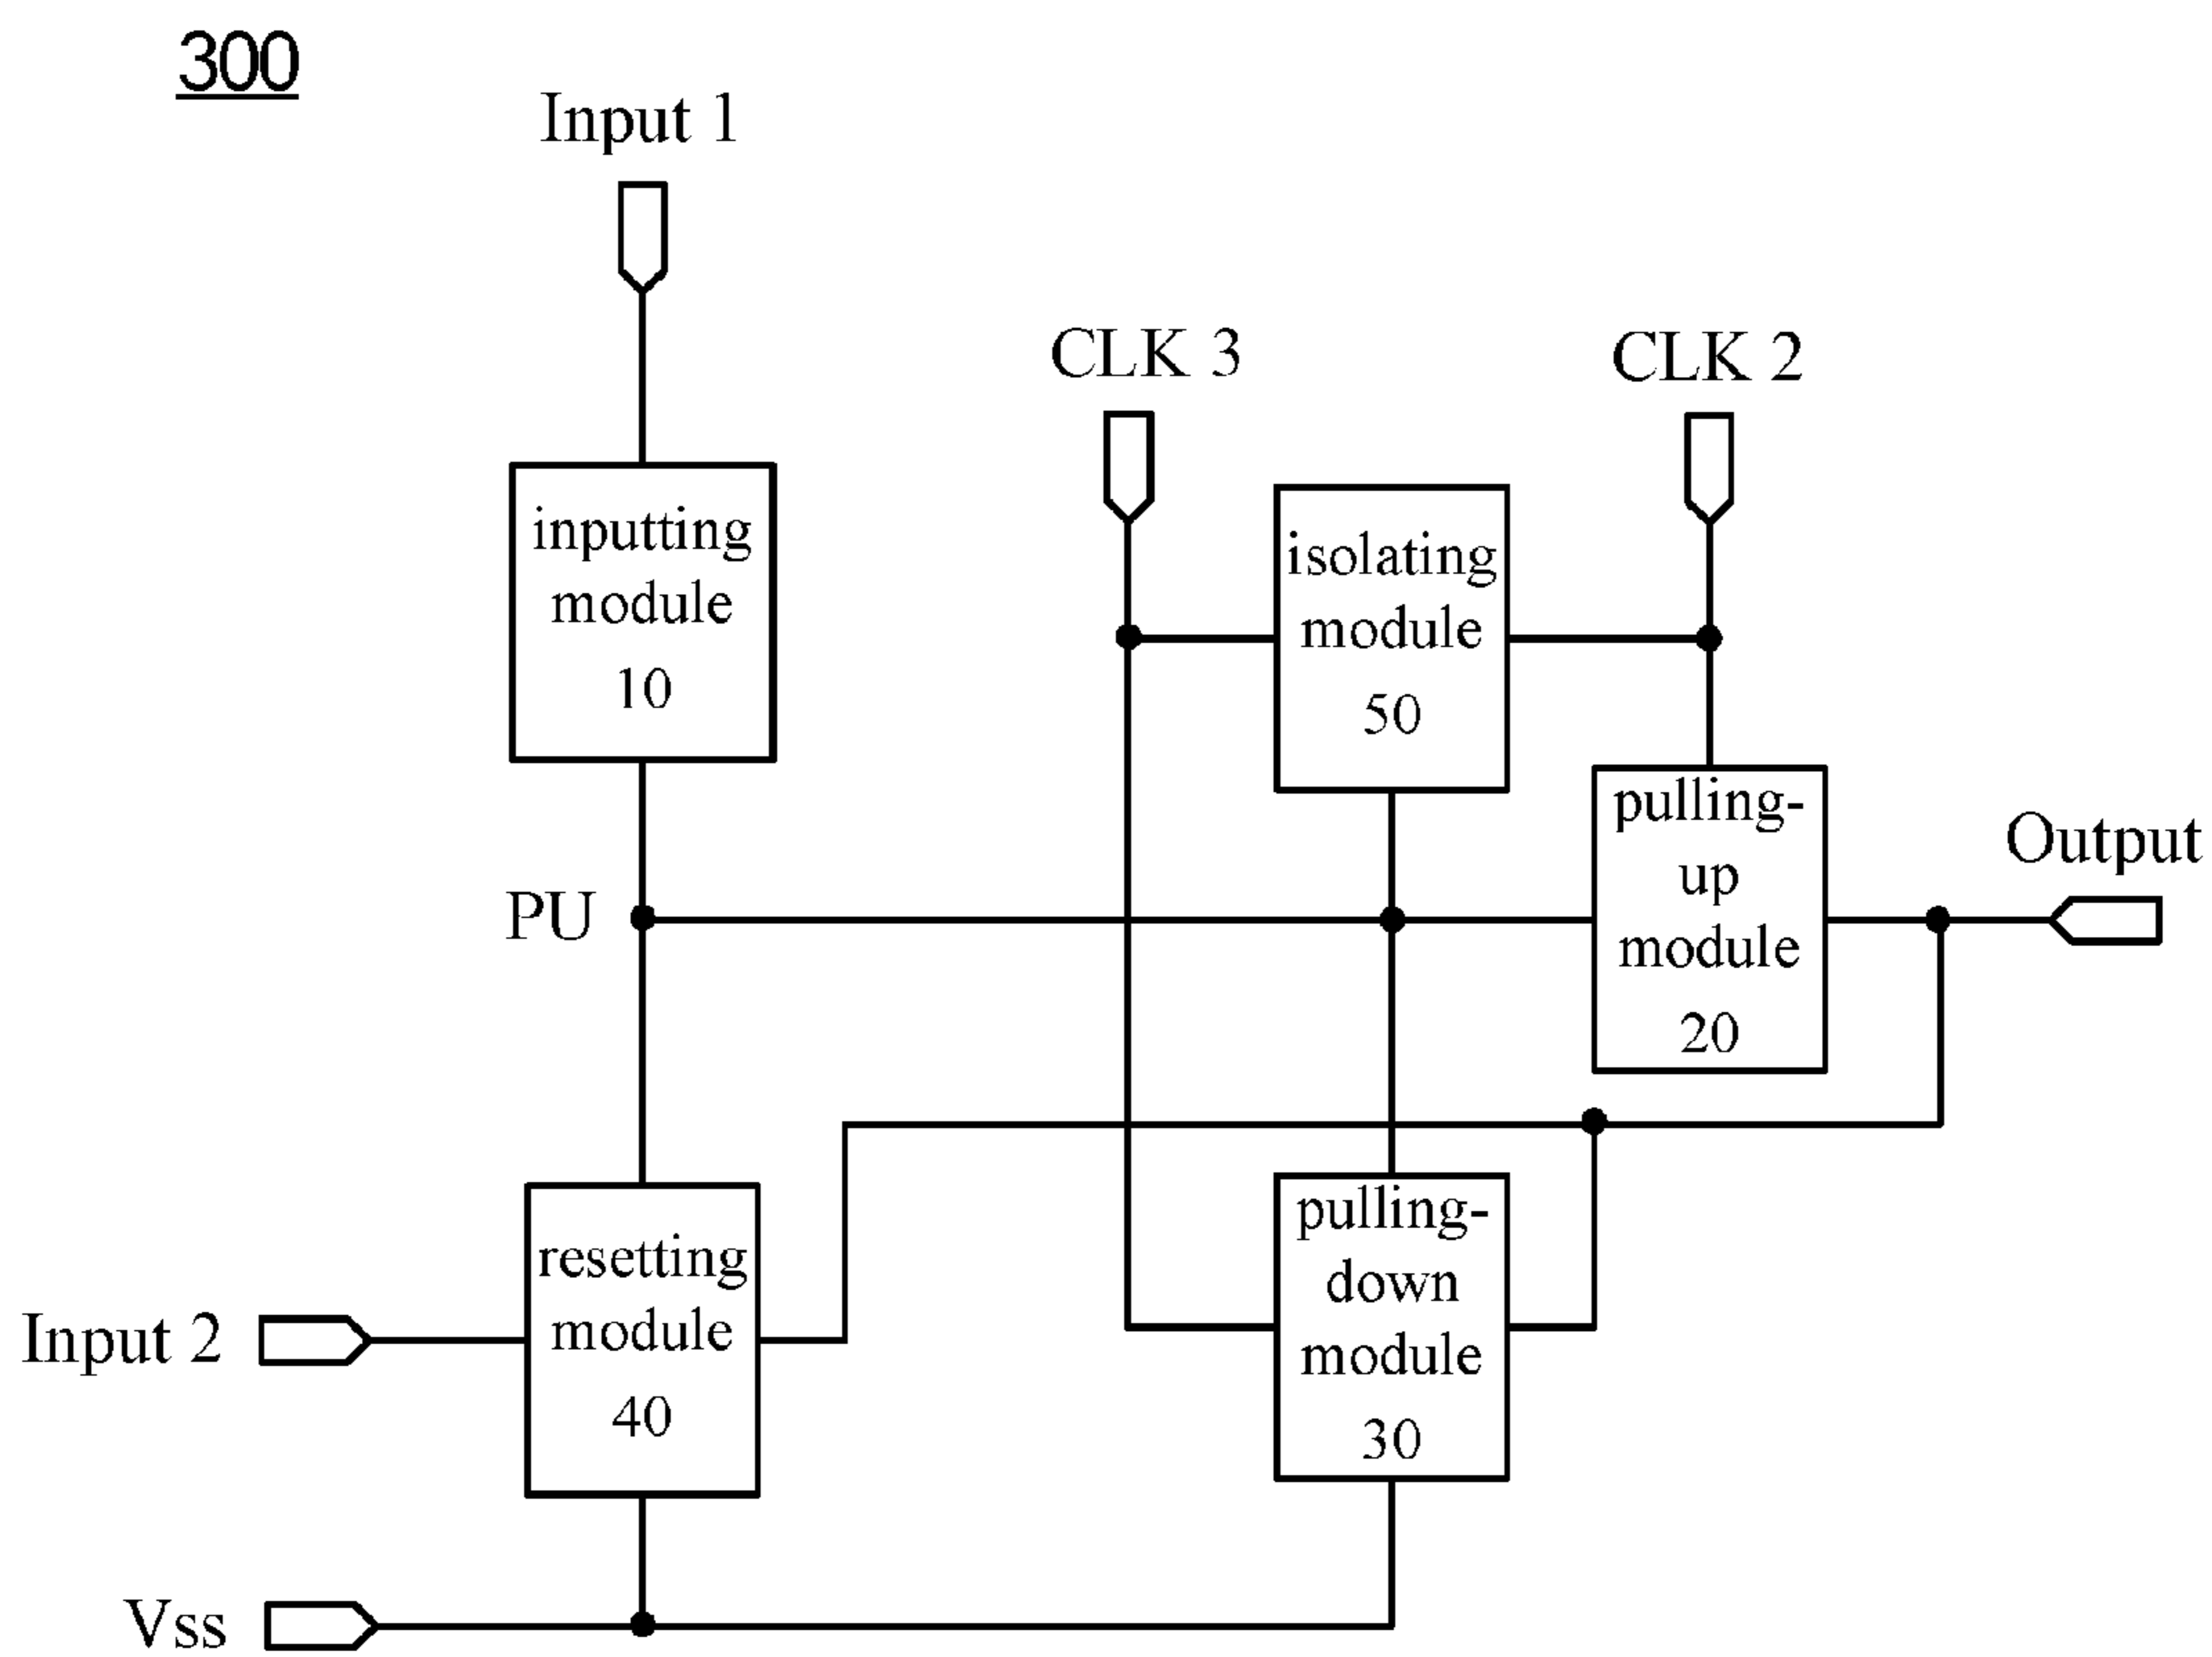 300
Input 1
CLK 3
CLK 2
inputting
module
10
isolating
module
50
pulling-
up
module
20
Output
PU
resetting
module
40
pulling-
down
module
30
Input 2
Vss